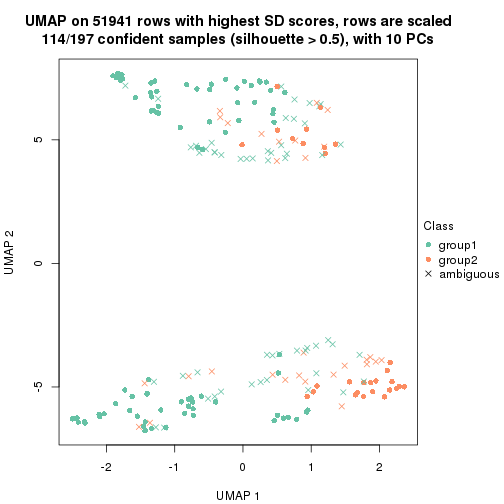 UMAP on 51941 rows with highest SD scores, rows are scaled
114/197 confident samples (silhouette > 0.5), with 10 PCs
5
0
-5
UMAP 2
-2
-1
0
1
2
UMAP 1
Class
group1
group2
ambiguous